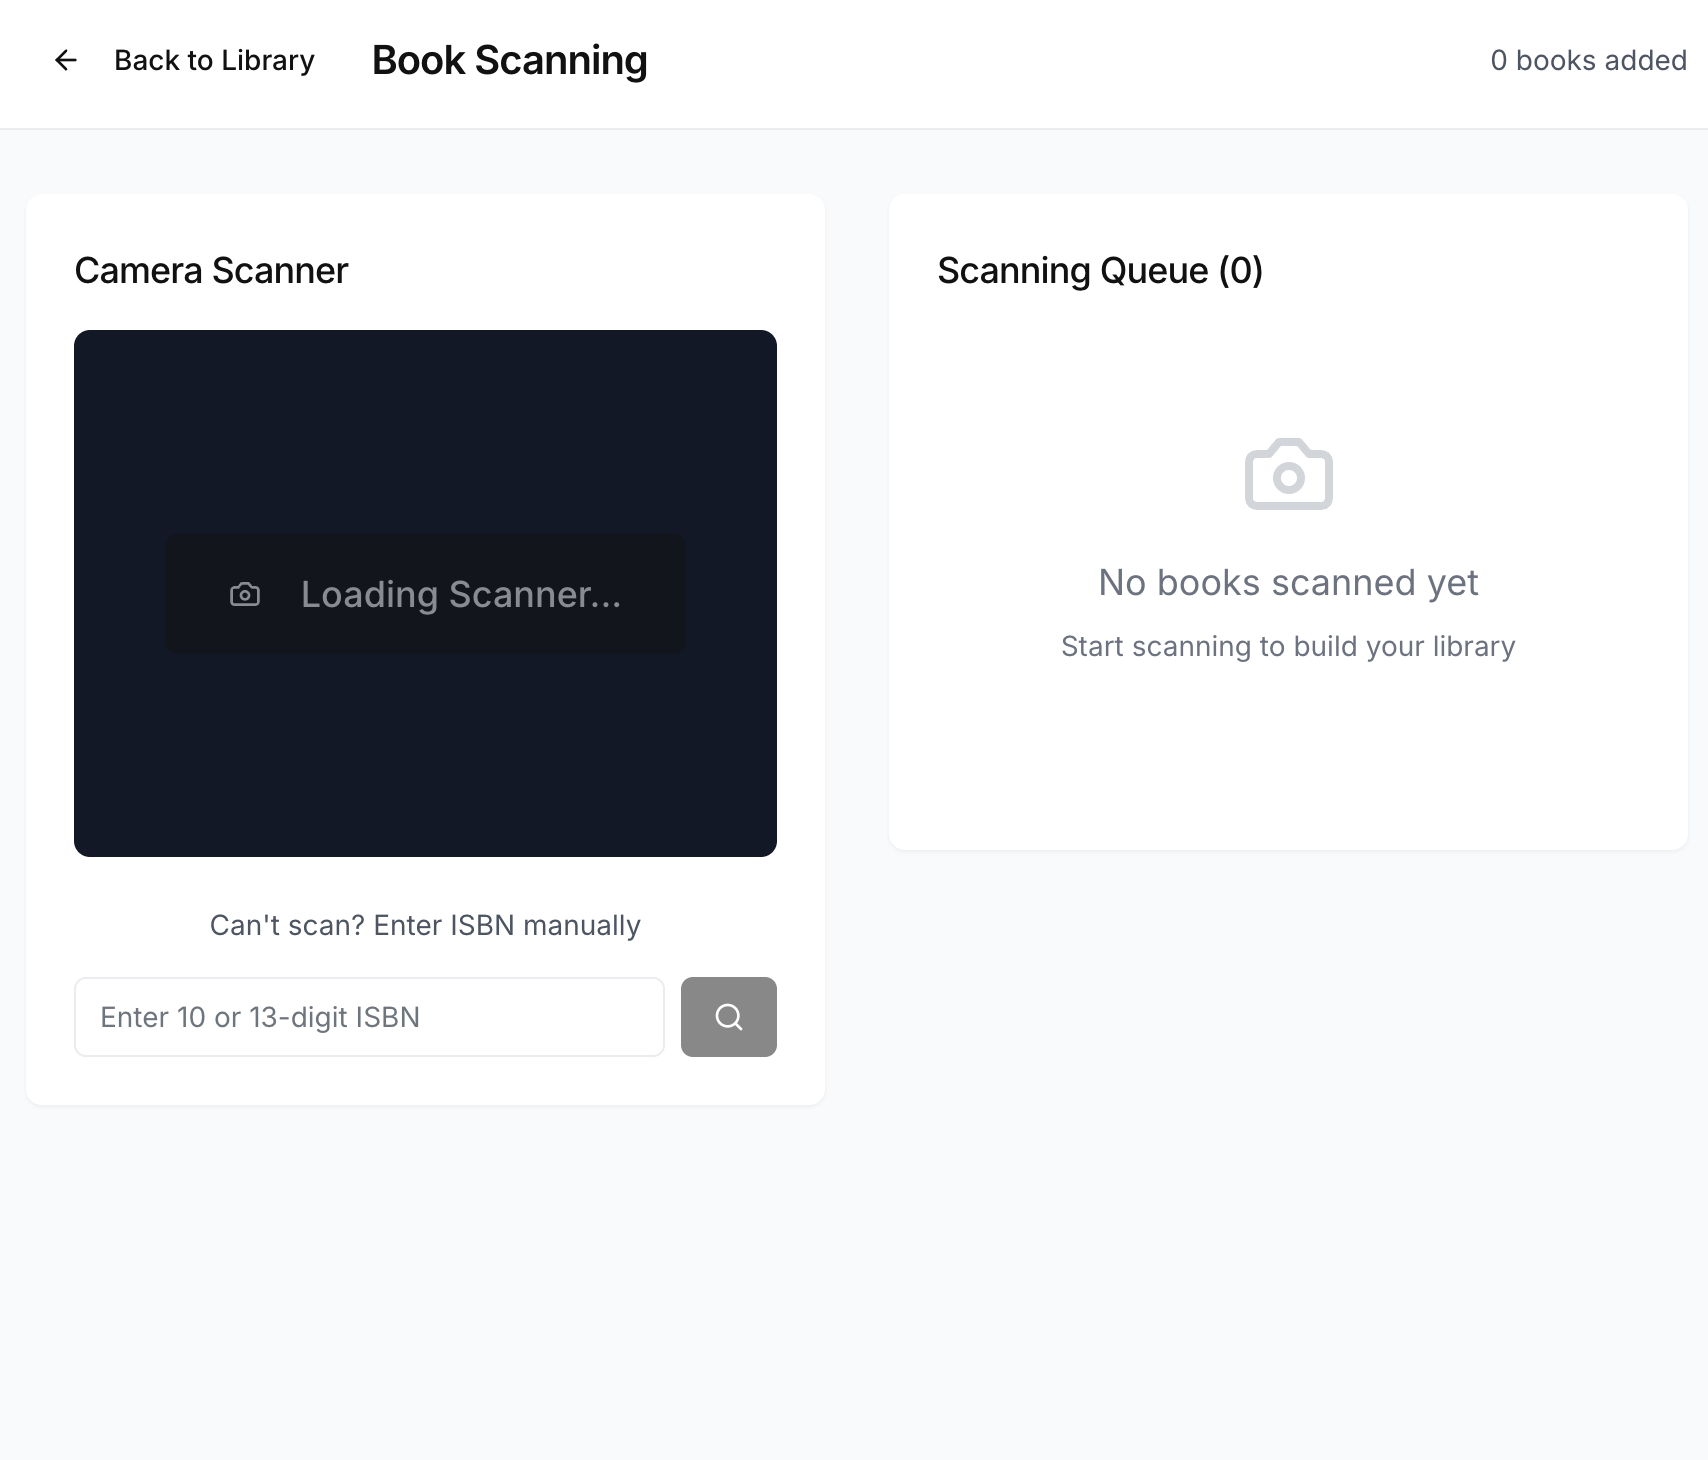 Back to Library
Book Scanning
0 books added
Camera Scanner
Loading Scanner...
Can't scan? Enter ISBN manually
Enter 10 or 13-digit ISBN
Scanning Queue (0)
No books scanned yet
Start scanning to build your library